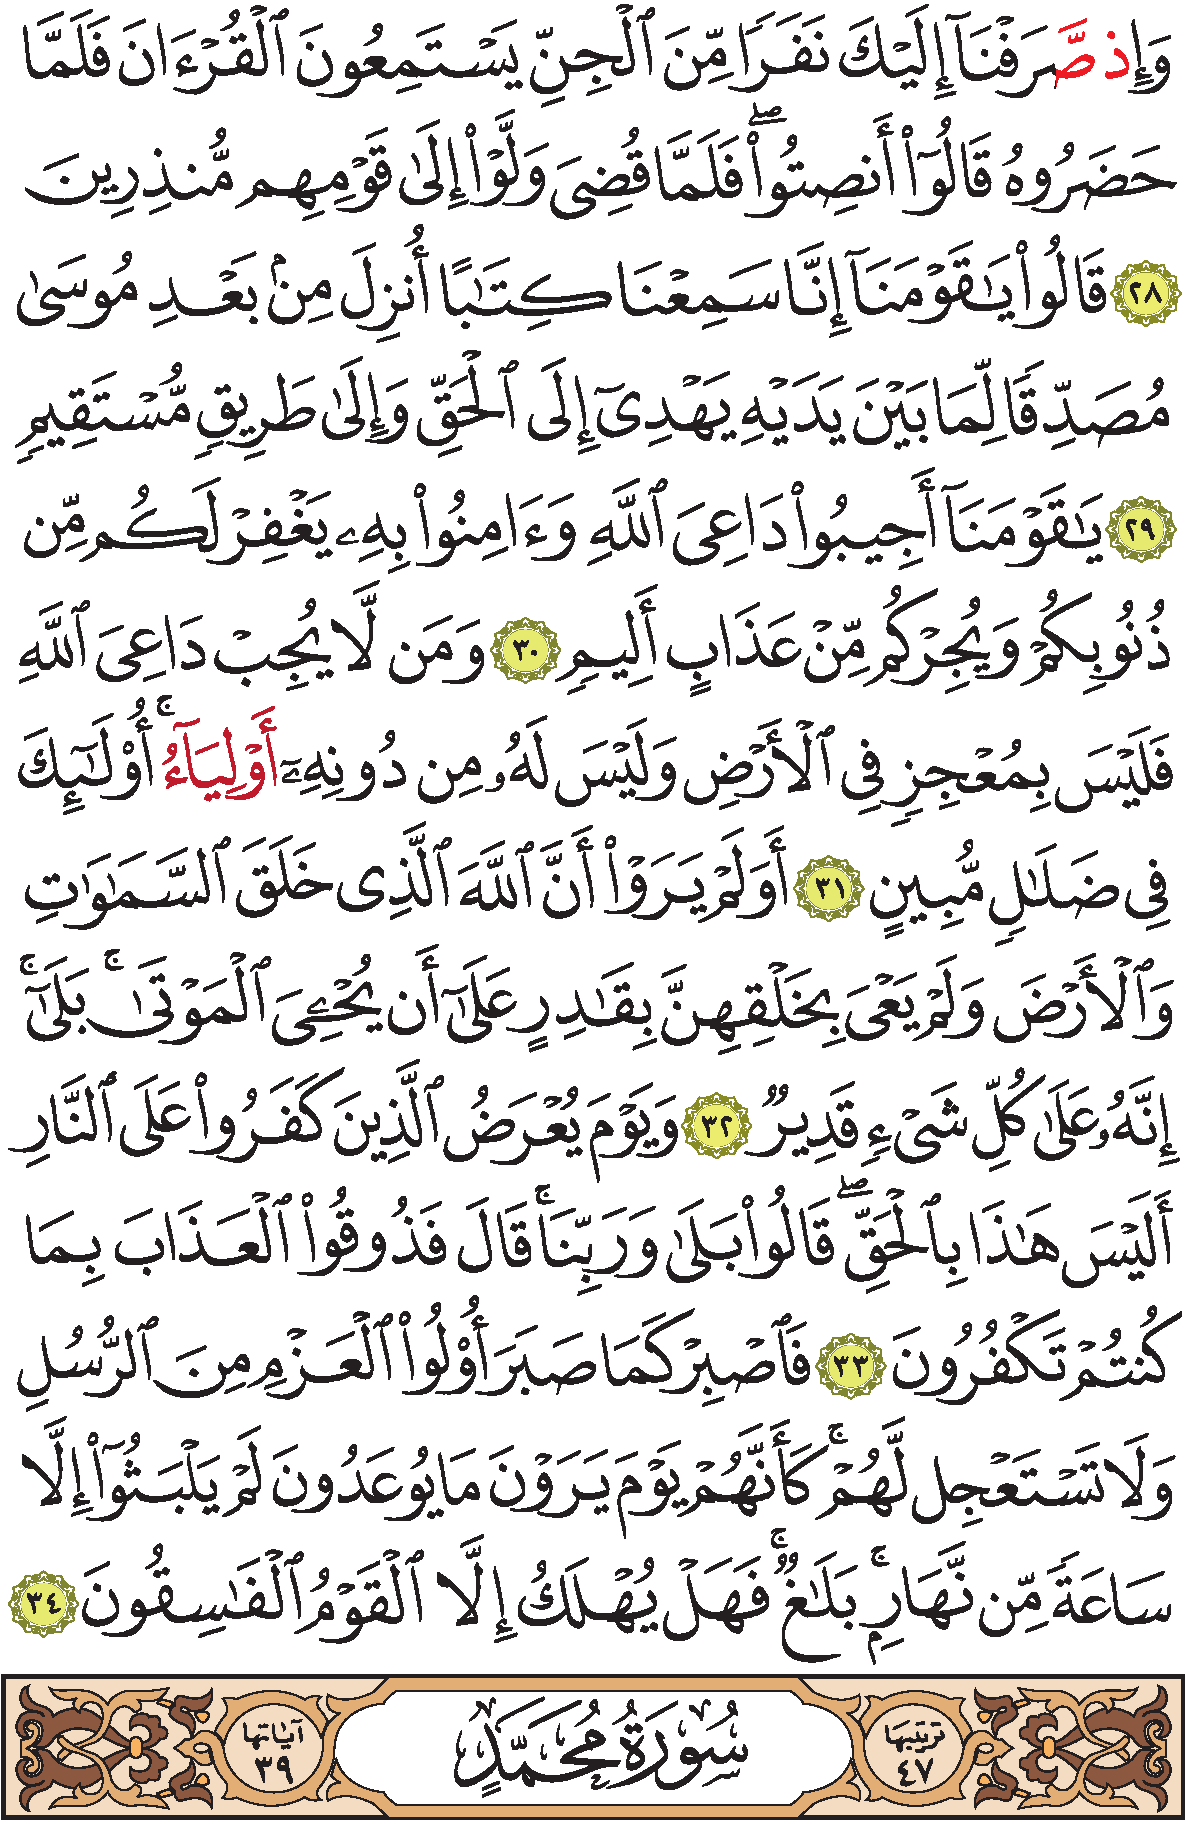 وَإِذ صَّرَفْنَآ إِلَيْكَ نَفَرًا مِّنَ ٱلْجِنِّ يَسْتَمِعُونَ ٱلْقُرْءَانَ فَلَمَّا
حَضَرُوهُ قَالُوٓاْ أَنصِتُواْۖ فَلَمَّا قُضِىَ وَلَّوْاْ إِلَىٰ قَوْمِهِم مُّنذِرِينَ
٢٨ قَالُواْ يَٰقَوْمَنَآ إِنَّا سَمِعْنَا كِتَٰبًا أُنزِلَ مِنۢ بَعْدِ مُوسَىٰ
مُصَدِّقًا لِّمَا بَيْنَ يَدَيْهِ يَهْدِىٓ إِلَى ٱلْحَقِّ وَإِلَىٰ طَرِيقٍ مُّسْتَقِيمٍ
٢٩ يَٰقَوْمَنَآ أَجِيبُواْ دَاعِىَ ٱللَّهِ وَءَامِنُواْ بِهِۦ يَغْفِرْ لَكُم مِّن
ذُنُوبِكُمْ وَيُجِرْكُم مِّنْ عَذَابٍ أَلِيمٍ ٣٠ وَمَن لَّا يُجِبْ دَاعِىَ ٱللَّهِ
فَلَيْسَ بِمُعْجِزٍ فِى ٱلْأَرْضِ وَلَيْسَ لَهُۥ مِن دُونِهِۦٓ أَوْلِيَآءُۚ أُوْلَٰٓئِكَ
فِى ضَلَٰلٍ مُّبِينٍ ٣١ أَوَلَمْ يَرَوْاْ أَنَّ ٱللَّهَ ٱلَّذِى خَلَقَ ٱلسَّمَٰوَٰتِ
وَٱلْأَرْضَ وَلَمْ يَعْىَ بِخَلْقِهِنَّ بِقَٰدِرٍ عَلَىٰٓ أَن يُحْۦِىَ ٱلْمَوْتَىٰۚ بَلَىٰٓۚ
إِنَّهُۥ عَلَىٰ كُلِّ شَىْءٍ قَدِيرٌ ٣٢ وَيَوْمَ يُعْرَضُ ٱلَّذِينَ كَفَرُواْ عَلَى ٱلنَّارِ
أَلَيْسَ هَٰذَا بِٱلْحَقِّۖ قَالُواْ بَلَىٰ وَرَبِّنَاۚ قَالَ فَذُوقُواْ ٱلْعَذَابَ بِمَا
كُنتُمْ تَكْفُرُونَ ٣٣ فَٱصْبِرْ كَمَا صَبَرَ أُوْلُواْ ٱلْعَزْمِ مِنَ ٱلرُّسُلِ
وَلَا تَسْتَعْجِل لَّهُمْۚ كَأَنَّهُمْ يَوْمَ يَرَوْنَ مَا يُوعَدُونَ لَمْ يَلْبَثُوٓاْ إِلَّا
سَاعَةً مِّن نَّهَارٍۭۚ بَلَٰغٌۚ فَهَلْ يُهْلَكُ إِلَّا ٱلْقَوْمُ ٱلْفَٰسِقُونَ ٣٤
ترتيبها ٤٧ سُورَةُ مُحَمَّدٍ آياتها ٣٩